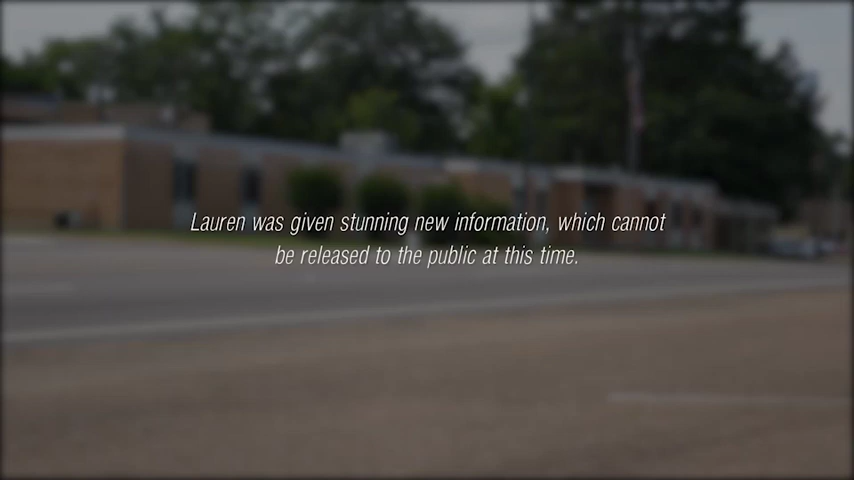 Lauren was given stunning new information, which cannot
be released to the public at this time.